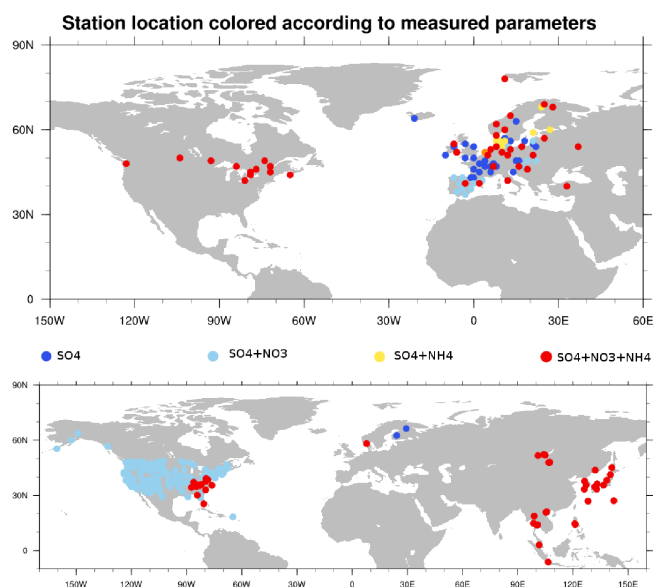 Station location colored according to measured parameters
90N
60N
30N
0
150W 120W 90W 60W 30W 0 30E 60E
SO4 SO4+NO3 SO4+NH4 SO4+NO3+NH4
90N
60N
30N
0
150W 120W 90W 60W 30W 0 30E 60E 90E 120E 150E